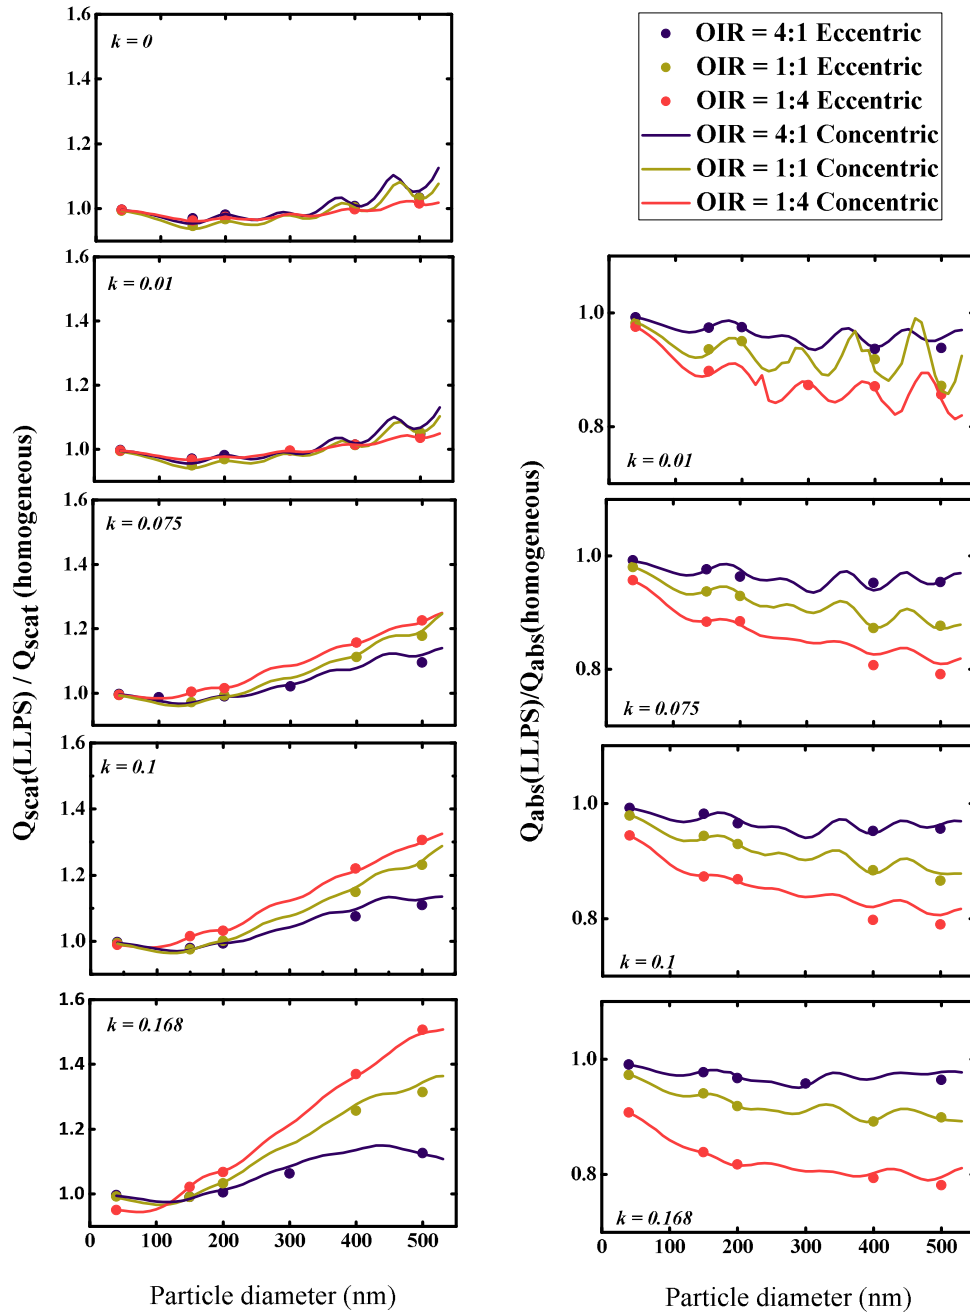 1.6
k = 0
1.4
1.2
1.0
OIR = 4:1 Eccentric
OIR = 1:1 Eccentric
OIR = 1:4 Eccentric
OIR = 4:1 Concentric
OIR = 1:1 Concentric
OIR = 1:4 Concentric
1.6
k = 0.01
1.4
1.2
1.0
1.0
0.8
k = 0.01
1.6
k = 0.075
1.4
1.2
1.0
1.0
0.8
k = 0.075
1.6
k = 0.1
1.4
1.2
1.0
1.0
0.8
k = 0.1
1.6
k = 0.168
1.4
1.2
1.0
1.0
0.8
k = 0.168
Qscat(LLPS) / Qscat (homogeneous)
Qabs(LLPS)/Qabs(homogeneous)
0 100 200 300 400 500
0 100 200 300 400 500
Particle diameter (nm)
Particle diameter (nm)